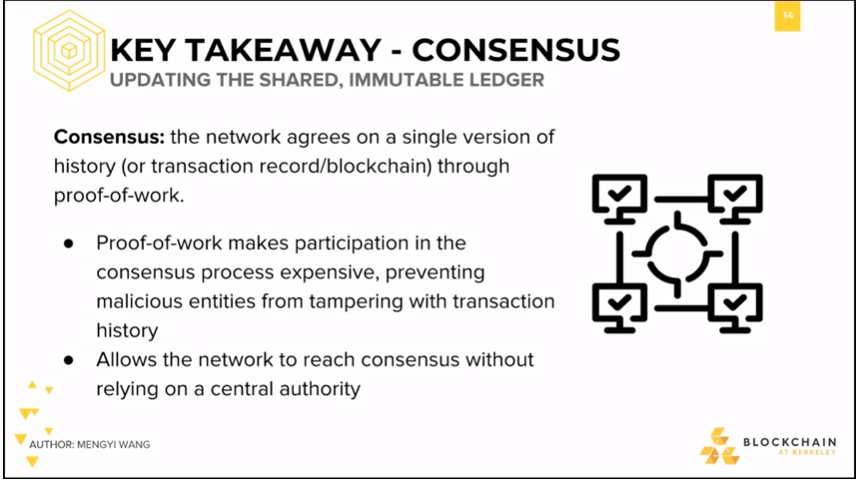 14
KEY TAKEAWAY - CONSENSUS
UPDATING THE SHARED, IMMUTABLE LEDGER
Consensus: the network agrees on a single version of
history (or transaction record/blockchain) through
proof-of-work.
● Proof-of-work makes participation in the
consensus process expensive, preventing
malicious entities from tampering with transaction
history
● Allows the network to reach consensus without
relying on a central authority
AUTHOR: MENGYI WANG
BLOCKCHAIN
AT BERKELEY